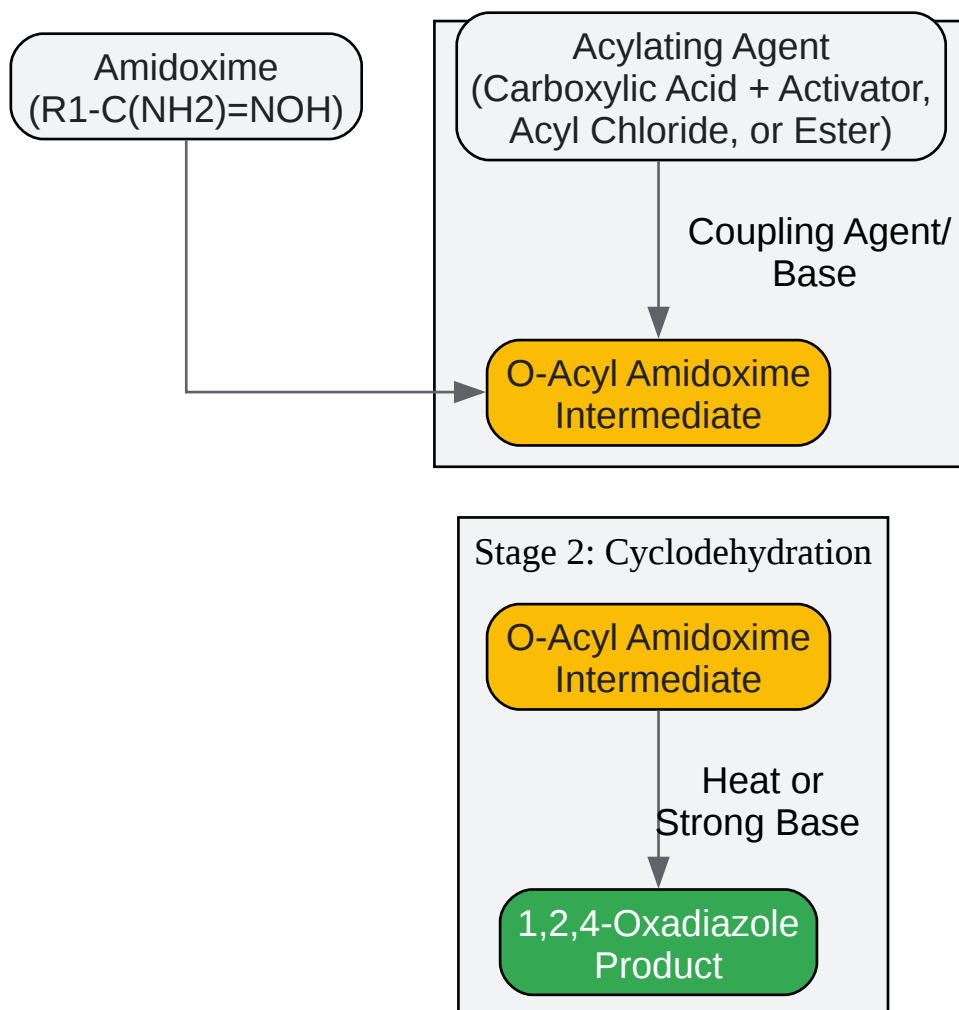 Amidoxime
(R1-C(NH2)=NOH)
Acylating Agent
(Carboxylic Acid + Activator,
Acyl Chloride, or Ester)
Coupling Agent/
Base
O-Acyl Amidoxime
Intermediate
Stage 2: Cyclodehydration
O-Acyl Amidoxime
Intermediate
Heat or
Strong Base
1,2,4-Oxadiazole
Product